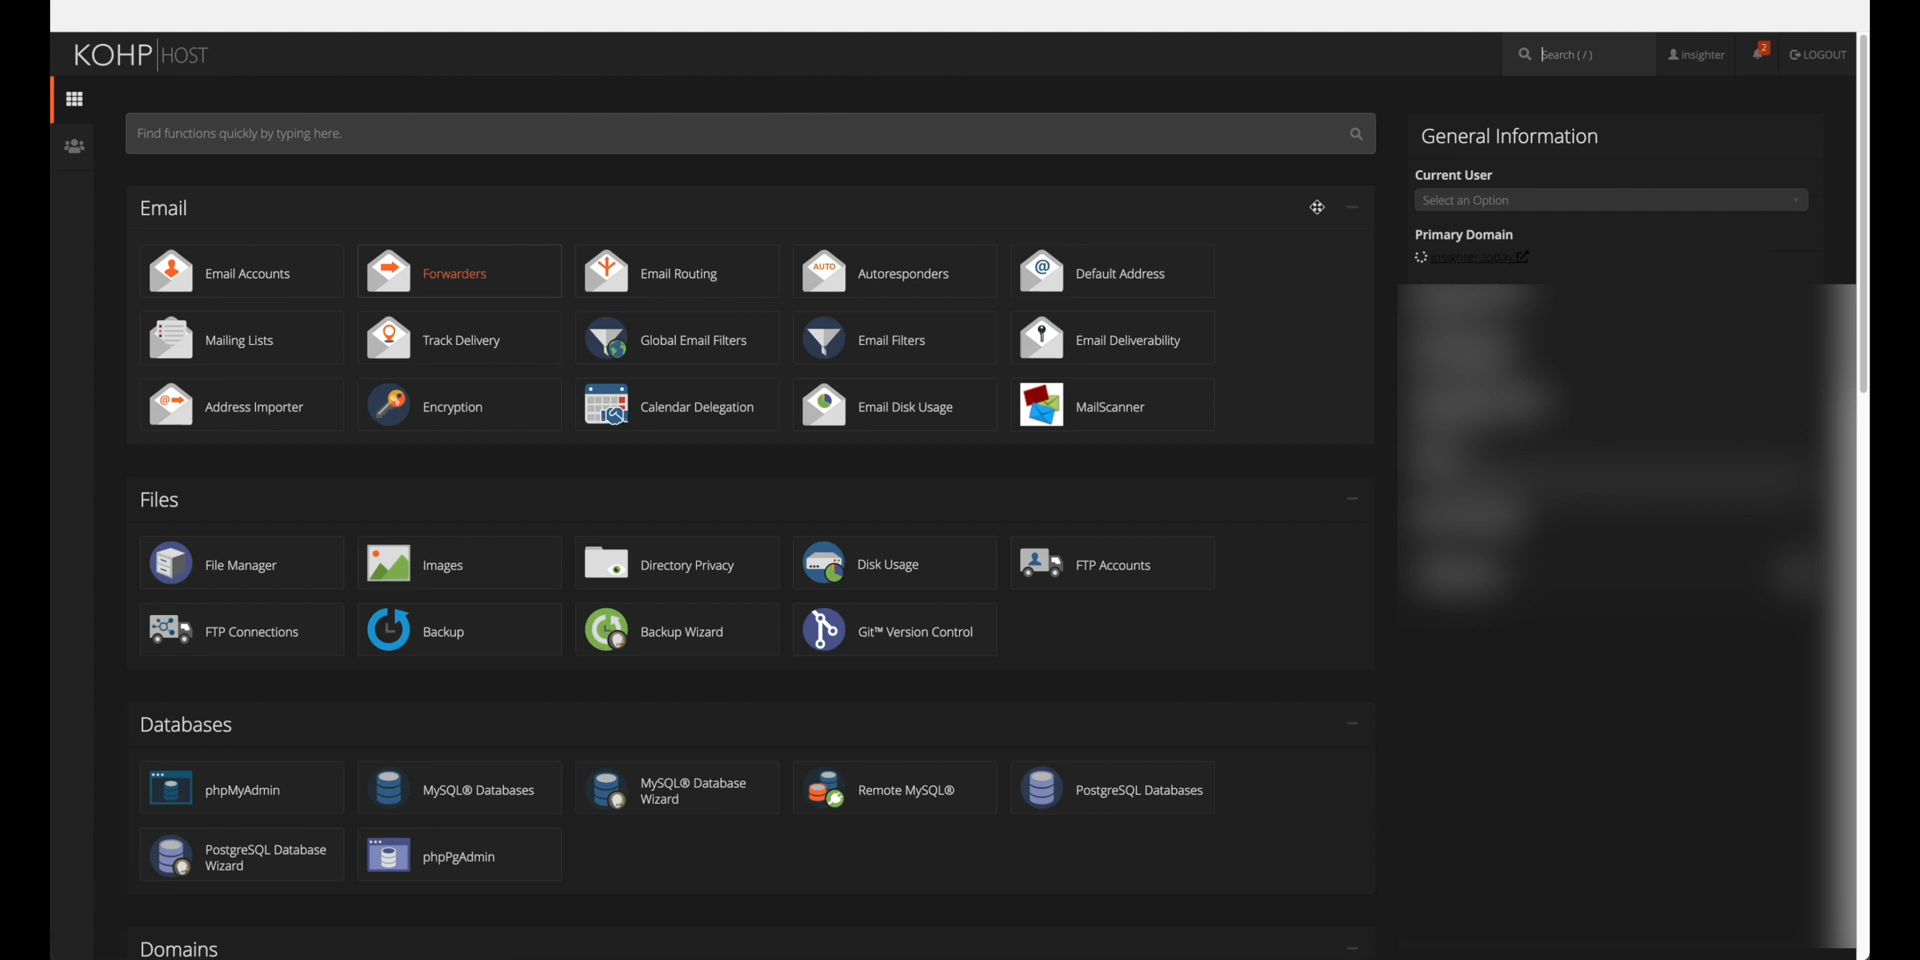 KOHP|HOST
Search ( / )
insighter
2
LOGOUT
Find functions quickly by typing here.
General Information
Current User
Select an Option
Primary Domain
insighter.today
Email
Email Accounts
Forwarders
Email Routing
AUTO
Autoresponders
@
Default Address
Mailing Lists
Track Delivery
Global Email Filters
Email Filters
Email Deliverability
@
Address Importer
Encryption
Calendar Delegation
Email Disk Usage
MailScanner
Files
File Manager
Images
Directory Privacy
Disk Usage
FTP Accounts
FTP Connections
Backup
Backup Wizard
Git™ Version Control
Databases
phpMyAdmin
MySQL® Databases
MySQL® Database
Wizard
Remote MySQL®
PostgreSQL Databases
PostgreSQL Database
Wizard
phpPgAdmin
Domains